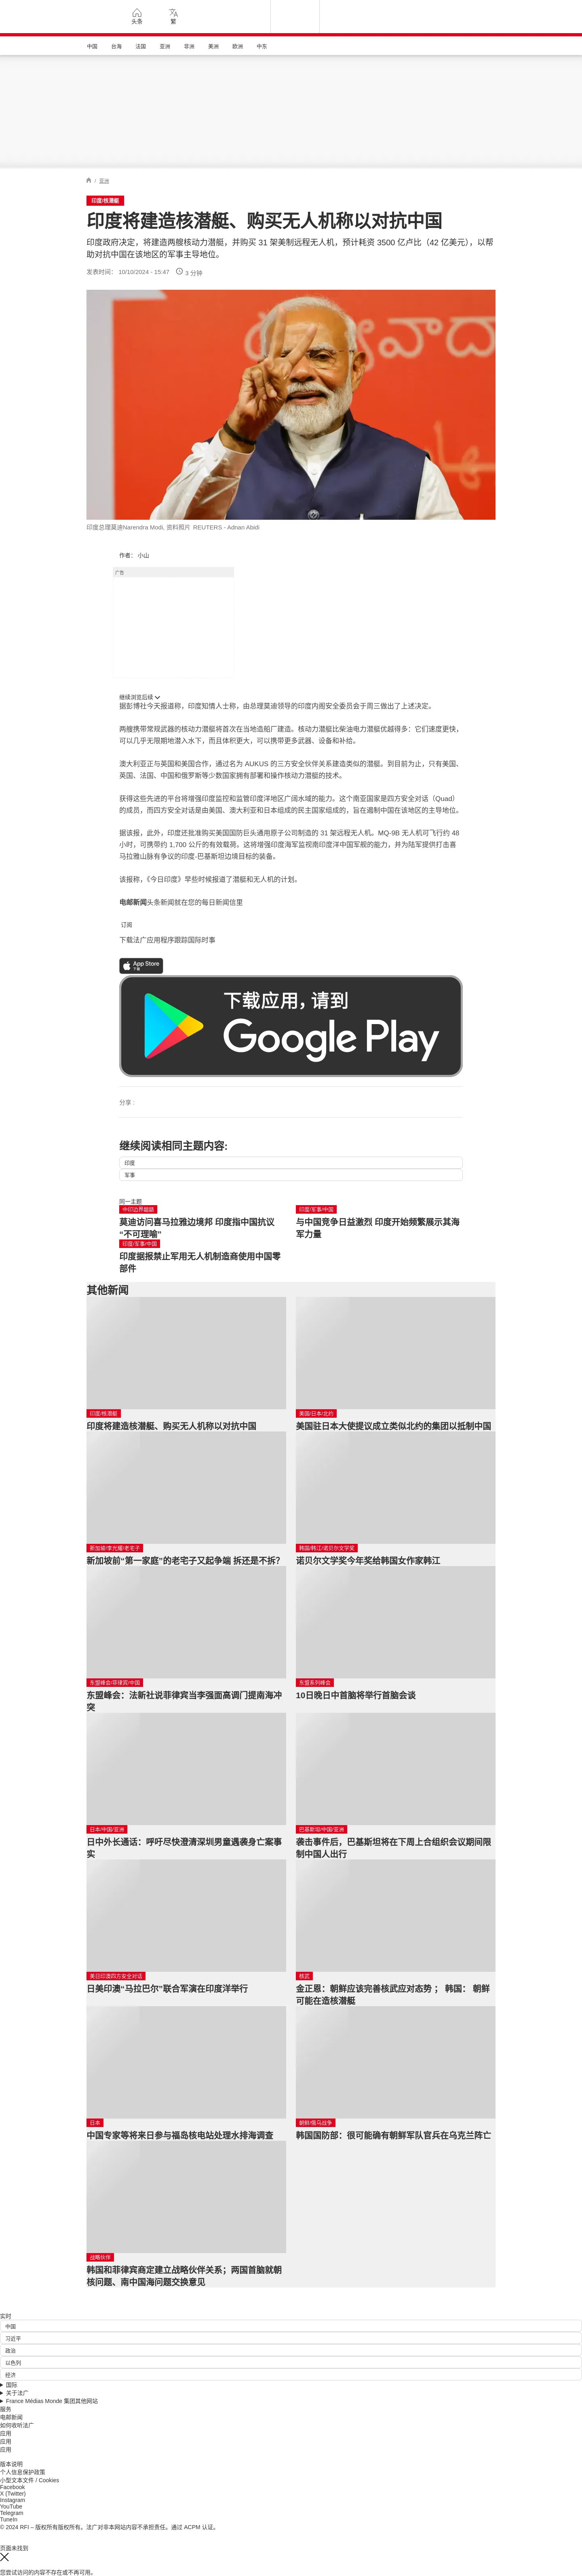 头条
繁
中国
台海
法国
亚洲
非洲
美洲
欧洲
中东
/ 亚洲
印度/核潜艇
印度将建造核潜艇、购买无人机称以对抗中国
印度政府决定，将建造两艘核动力潜艇，并购买 31 架美制远程无人机，预计耗资 3500 亿卢比（42 亿美元），以帮
助对抗中国在该地区的军事主导地位。
发表时间： 10/10/2024 - 15:47
3 分钟
印度总理莫迪Narendra Modi, 资料照片 REUTERS - Adnan Abidi
作者： 小山
广告
继续浏览后续
据彭博社今天报道称，印度知情人士称，由总理莫迪领导的印度内阁安全委员会于周三做出了上述决定。
两艘携带常规武器的核动力潜艇将首次在当地造船厂建造。核动力潜艇比柴油电力潜艇优越得多：它们速度更快，
可以几乎无限期地潜入水下，而且体积更大，可以携带更多武器、设备和补给。
澳大利亚正与英国和美国合作，通过名为 AUKUS 的三方安全伙伴关系建造类似的潜艇。到目前为止，只有美国、
英国、法国、中国和俄罗斯等少数国家拥有部署和操作核动力潜艇的技术。
获得这些先进的平台将增强印度监控和监管印度洋地区广阔水域的能力。这个南亚国家是四方安全对话（Quad）
的成员，而四方安全对话是由美国、澳大利亚和日本组成的民主国家组成的，旨在遏制中国在该地区的主导地位。
据该报，此外，印度还批准购买美国国防巨头通用原子公司制造的 31 架远程无人机。MQ-9B 无人机可飞行约 48
小时，可携带约 1,700 公斤的有效载荷。这将增强印度海军监视南印度洋中国军舰的能力，并为陆军提供打击喜
马拉雅山脉有争议的印度-巴基斯坦边境目标的装备。
该报称，《今日印度》早些时候报道了潜艇和无人机的计划。
电邮新闻头条新闻就在您的每日新闻信里
订阅
下载法广应用程序跟踪国际时事
App Store
下载
下载应用，请到
Google Play
分享 :
继续阅读相同主题内容:
印度
军事
同一主题
中印边界龃龉
莫迪访问喜马拉雅边境邦 印度指中国抗议
“不可理喻”
印度/军事/中国
与中国竞争日益激烈 印度开始频繁展示其海
军力量
印度/军事/中国
印度据报禁止军用无人机制造商使用中国零
部件
其他新闻
印度/核潜艇
印度将建造核潜艇、购买无人机称以对抗中国
美国/日本/北约
美国驻日本大使提议成立类似北约的集团以抵制中国
新加坡/李光耀/老宅子
新加坡前“第一家庭”的老宅子又起争端 拆还是不拆？
韩国/韩江/诺贝尔文学奖
诺贝尔文学奖今年奖给韩国女作家韩江
东盟峰会/菲律宾/中国
东盟峰会：法新社说菲律宾当李强面高调门提南海冲
突
东盟系列峰会
10日晚日中首脑将举行首脑会谈
日本/中国/亚洲
日中外长通话：呼吁尽快澄清深圳男童遇袭身亡案事
实
巴基斯坦/中国/亚洲
袭击事件后，巴基斯坦将在下周上合组织会议期间限
制中国人出行
美日印澳四方安全对话
日美印澳“马拉巴尔”联合军演在印度洋举行
核武
金正恩：朝鲜应该完善核武应对态势 ； 韩国： 朝鲜
可能在造核潜艇
日本
中国专家等将来日参与福岛核电站处理水排海调查
朝韩/俄乌战争
韩国国防部：很可能确有朝鲜军队官兵在乌克兰阵亡
战略伙伴
韩国和菲律宾商定建立战略伙伴关系；两国首脑就朝
核问题、南中国海问题交换意见
实时
中国
习近平
政治
以色列
经济
国际
关于法广
France Médias Monde 集团其他网站
服务
电邮新闻
如何收听法广
应用
应用
应用
版本说明
个人信息保护政策
小型文本文件 / Cookies
Facebook
X (Twitter)
Instagram
YouTube
Telegram
TuneIn
© 2024 RFI – 版权所有版权所有。法广对非本网站内容不承担责任。通过 ACPM 认证。
页面未找到
您尝试访问的内容不存在或不再可用。